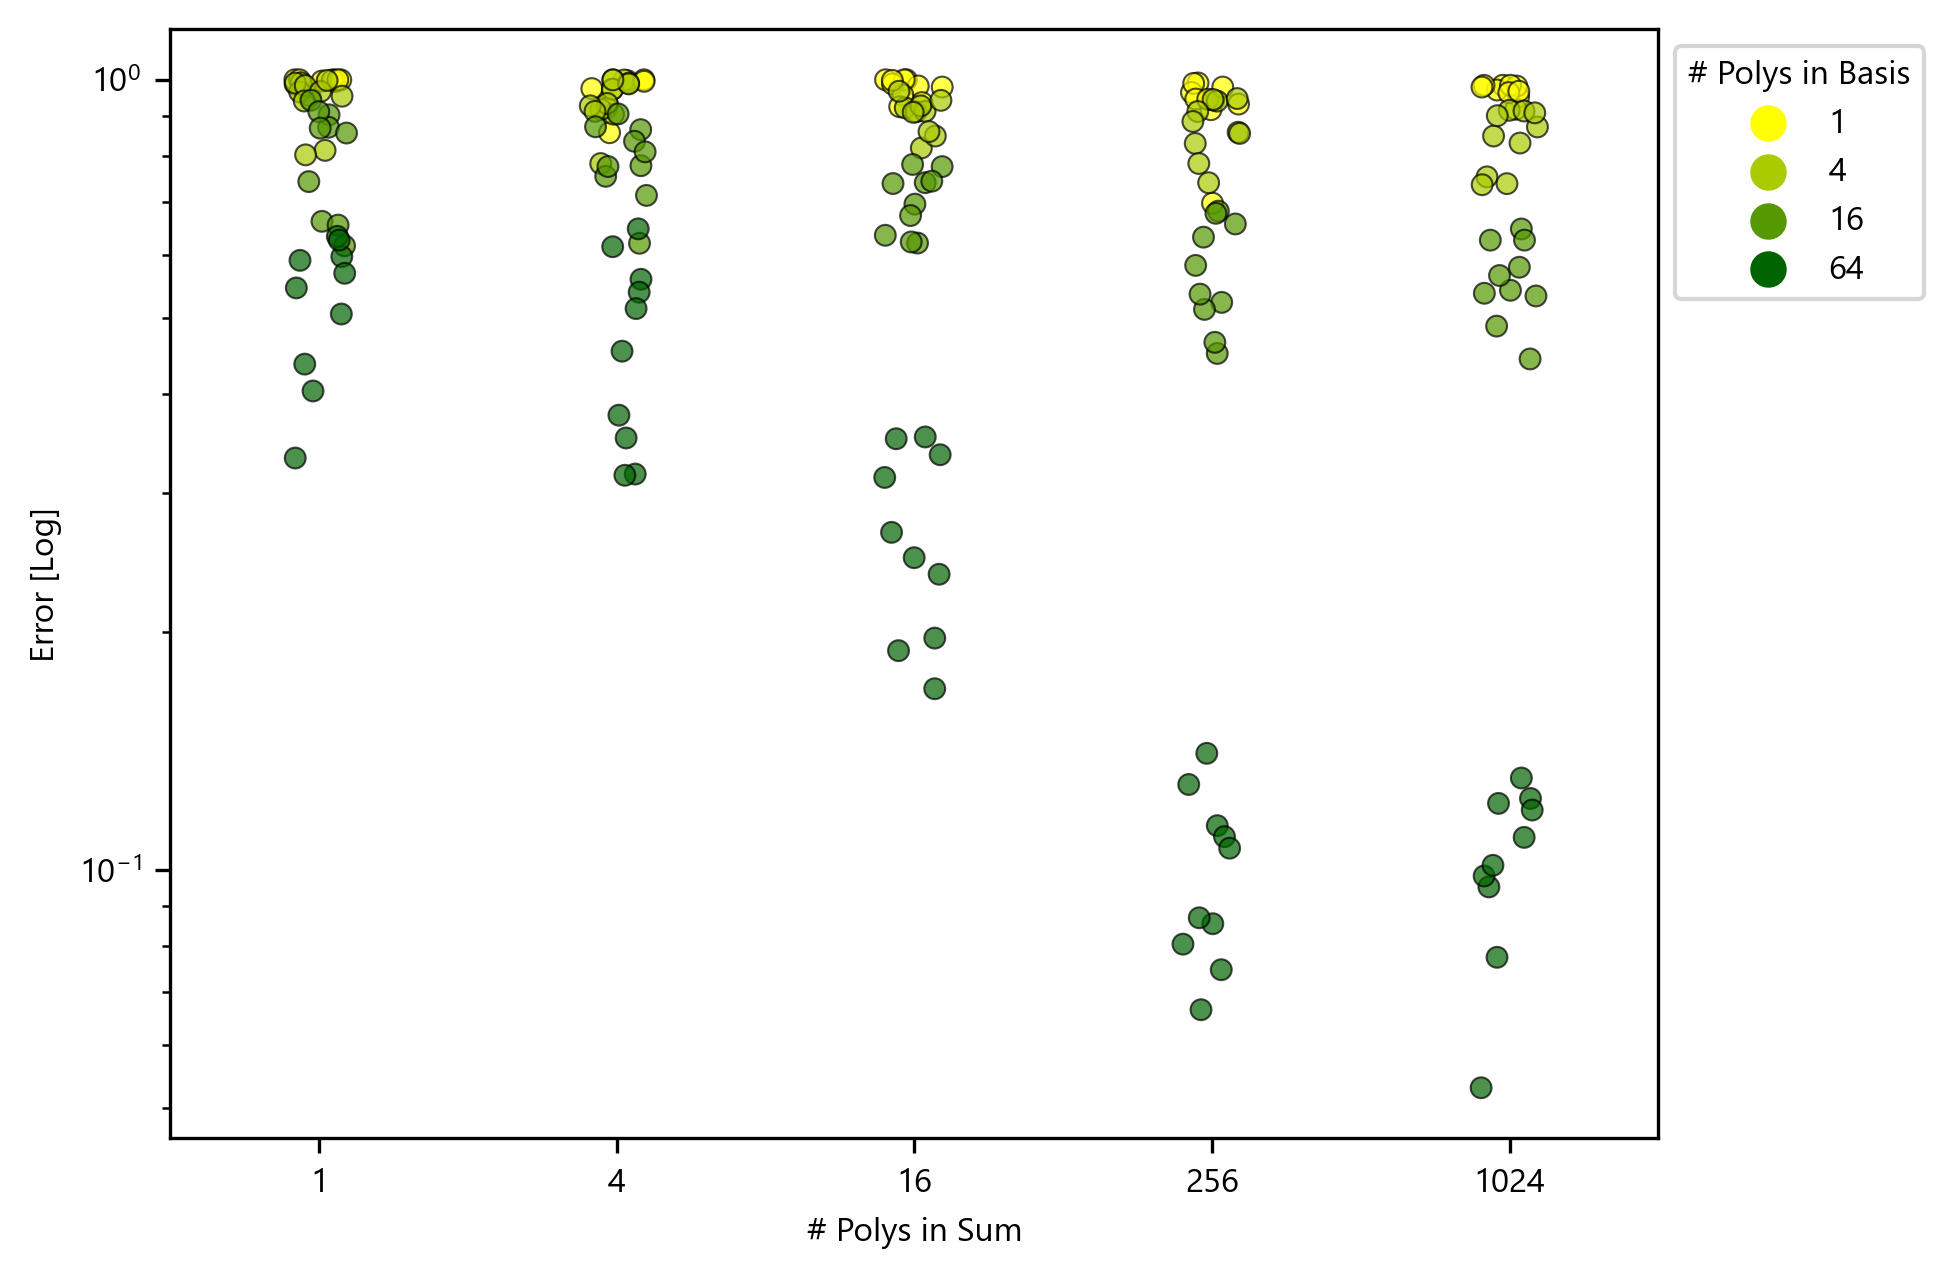 # Polys in Basis
1
4
16
64
10⁰
10⁻¹
Error [Log]
1 4 16 256 1024
# Polys in Sum